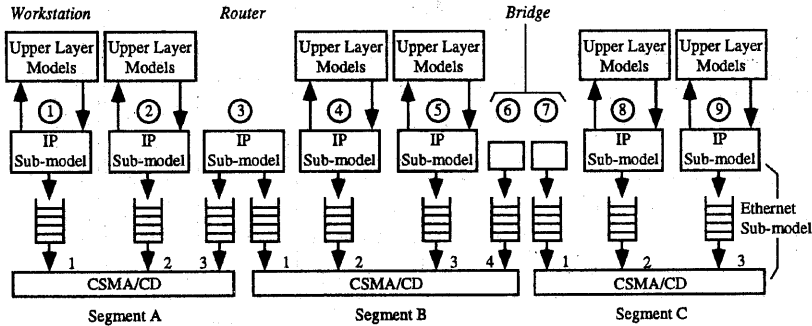 Workstation Router Bridge
Upper Layer Models Upper Layer Models Upper Layer Models Upper Layer Models Upper Layer Models Upper Layer Models
1 2 3 4 5 6 7 8 9
IP Sub-model IP Sub-model IP Sub-model IP Sub-model IP Sub-model IP Sub-model IP Sub-model
Ethernet
Sub-model
1 2 3 1 2 3 4 1 2 3
CSMA/CD CSMA/CD CSMA/CD
Segment A Segment B Segment C